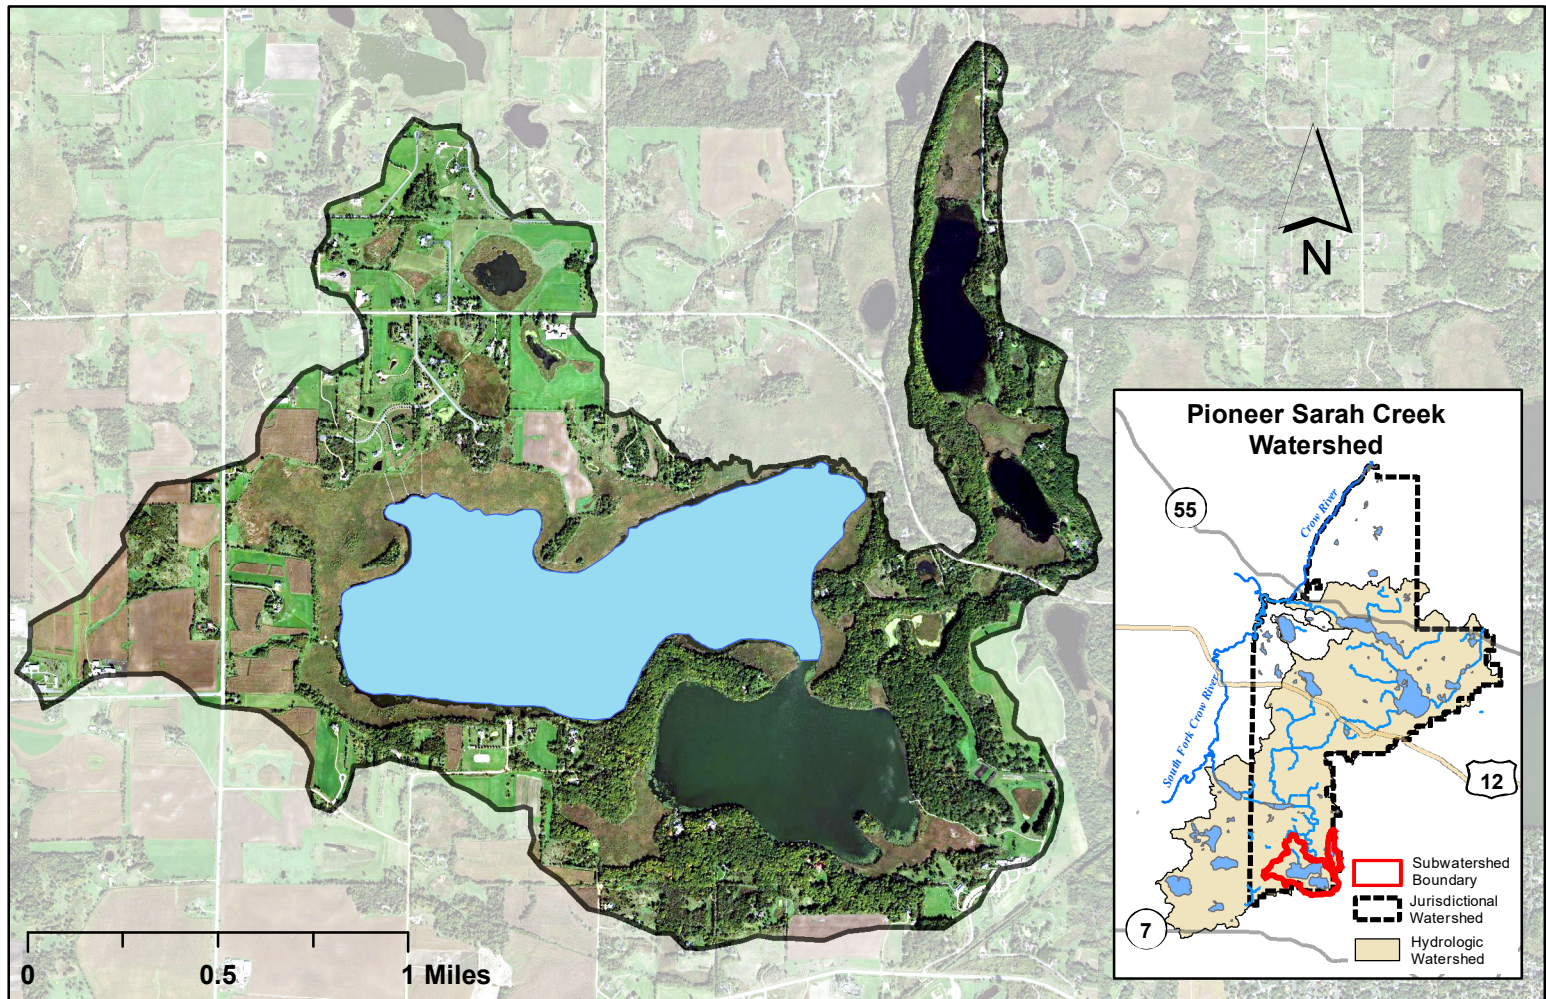 N
Pioneer Sarah Creek
Watershed
55
Crow River
South Fork Crow River
12
7
Subwatershed
Boundary
Jurisdictional
Watershed
Hydrologic
Watershed
0 0.5 1 Miles